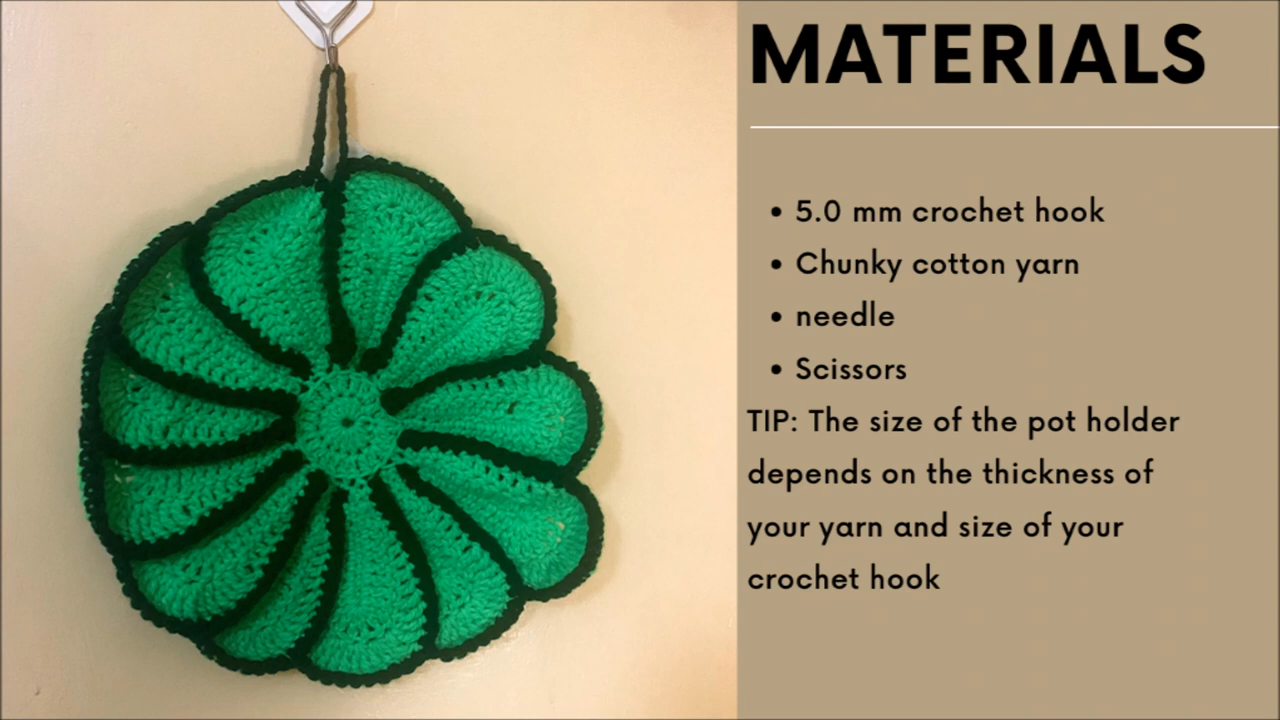 MATERIALS
• 5.0 mm crochet hook
• Chunky cotton yarn
• needle
• Scissors
TIP: The size of the pot holder
depends on the thickness of
your yarn and size of your
crochet hook